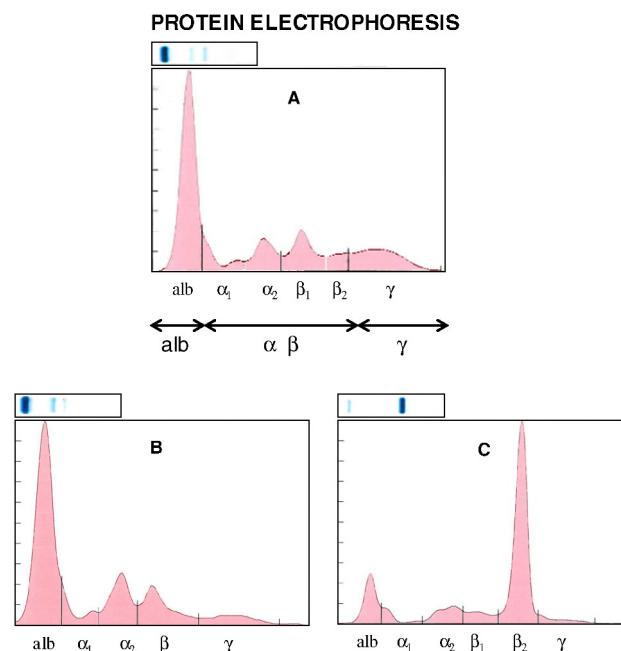 PROTEIN ELECTROPHORESIS
A
alb α1 α2 β1 β2 γ
alb α β γ
B
C
alb α1 α2 β γ
alb α1 α2 β1 β2 γ